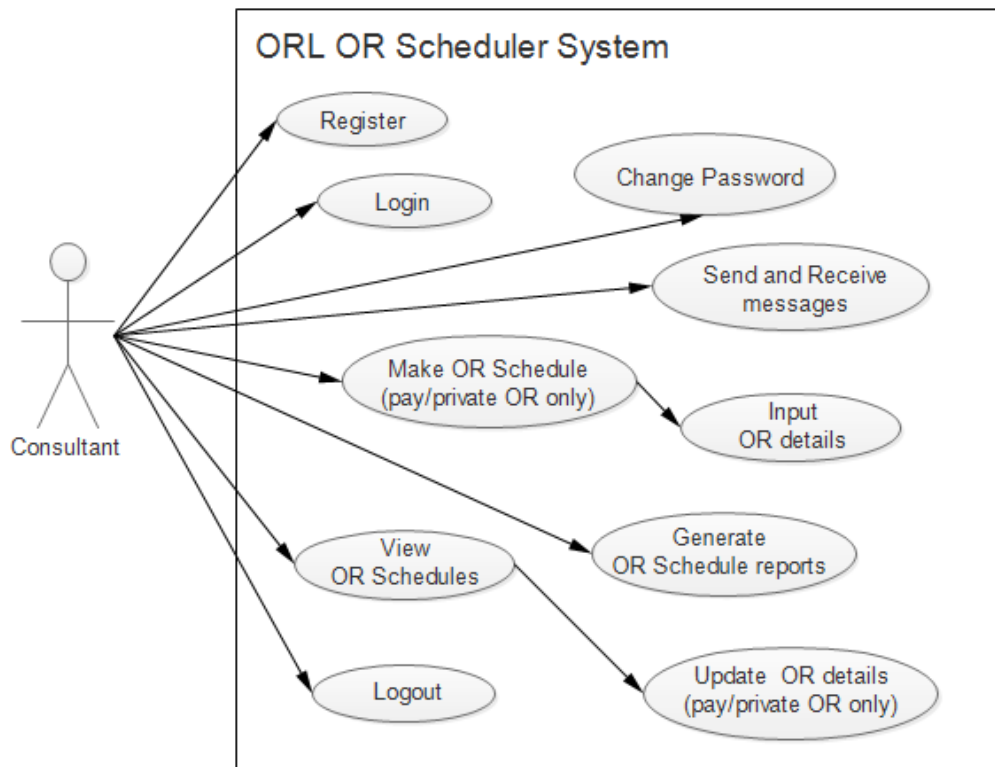 ORL OR Scheduler System
Register
Change Password
Login
Send and Receive
messages
Make OR Schedule
(pay/private OR only)
Input
OR details
Consultant
View
OR Schedules
Generate
OR Schedule reports
Update OR details
(pay/private OR only)
Logout